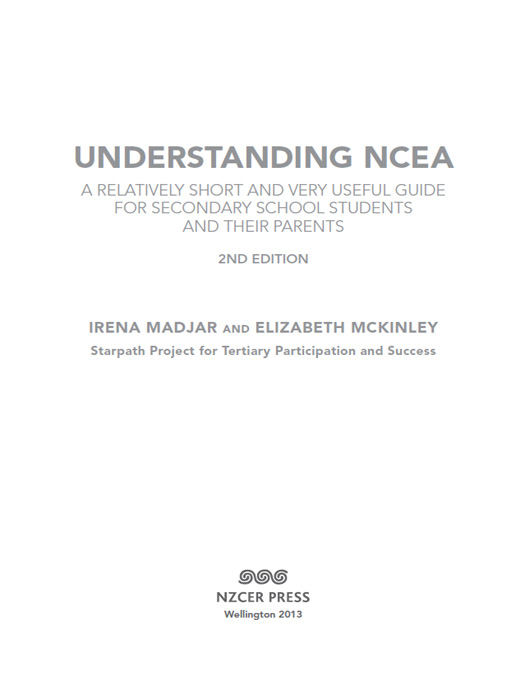 UNDERSTANDING NCEA
A RELATIVELY SHORT AND VERY USEFUL GUIDE
FOR SECONDARY SCHOOL STUDENTS
AND THEIR PARENTS
2ND EDITION
IRENA MADJAR AND ELIZABETH MCKINLEY
Starpath Project for Tertiary Participation and Success
NZCER PRESS
Wellington 2013